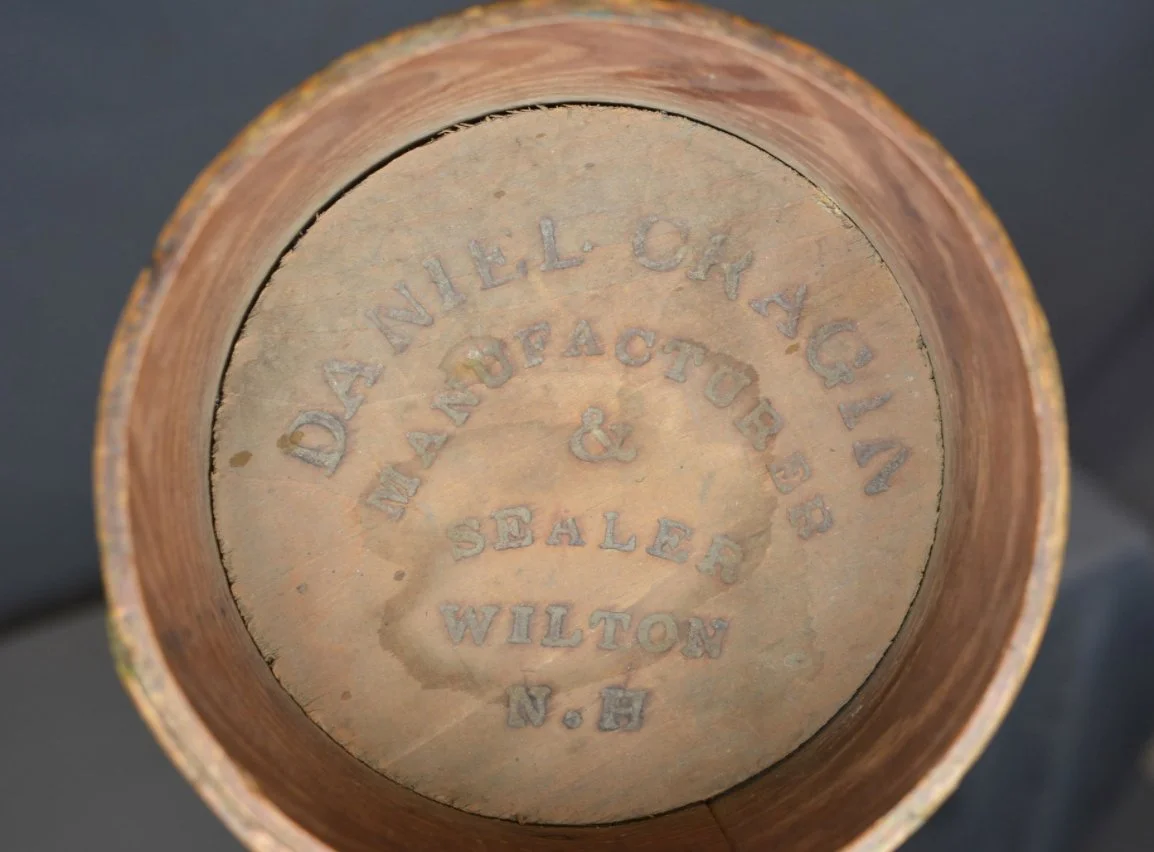 DANIEL CRAGIN
MANUFACTURER
&
SEALER
WILTON
N.H